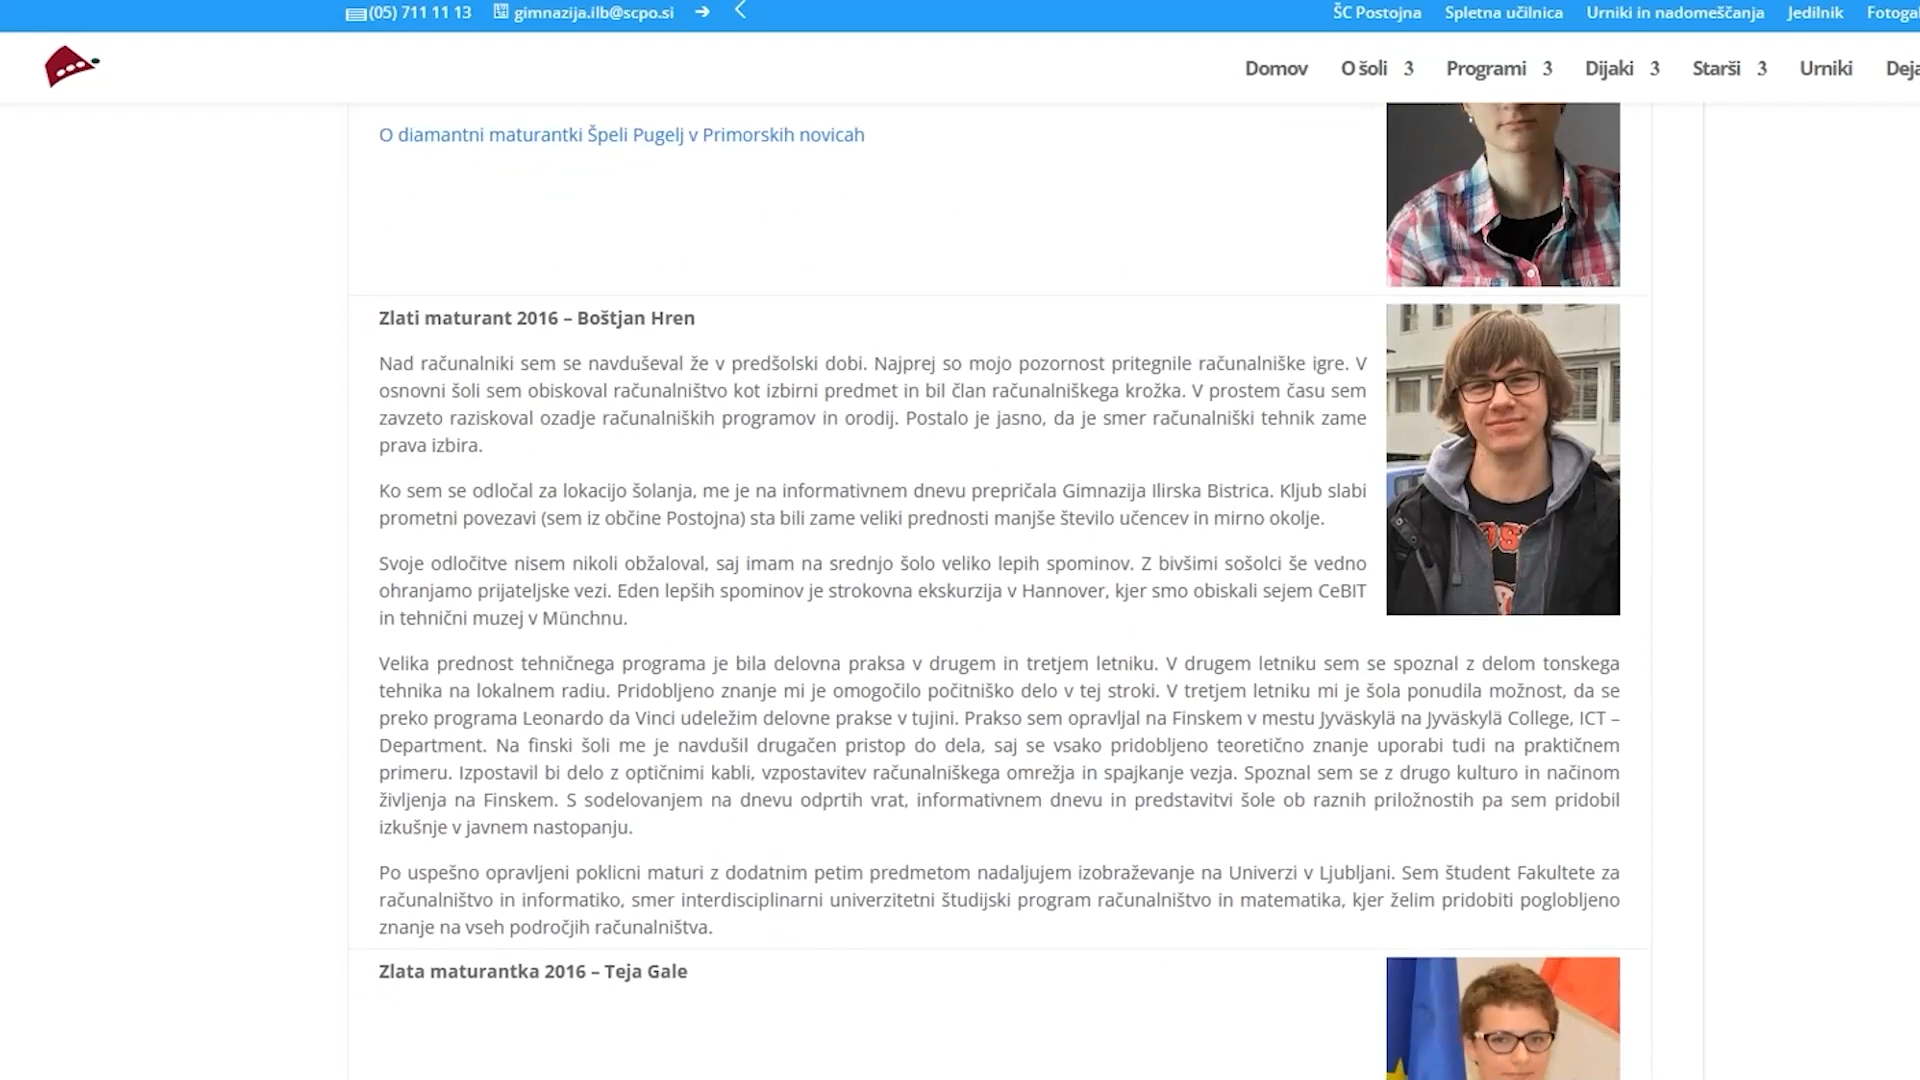 (05) 711 11 13 gimnazija.ilb@scpo.si ŠC Postojna Spletna učilnica Urniki in nadomeščanja Jedilnik
Domov O šoli 3 Programi 3 Dijaki 3 Starši 3 Urniki
O diamantni maturantki Špeli Pugelj v Primorskih novicah
Zlati maturant 2016 – Boštjan Hren
Nad računalniki sem se navduševal že v predšolski dobi. Najprej so mojo pozornost pritegnile računalniške igre. V
osnovni šoli sem obiskoval računalništvo kot izbirni predmet in bil član računalniškega krožka. V prostem času sem
zavzeto raziskoval ozadje računalniških programov in orodij. Postalo je jasno, da je smer računalniški tehnik zame
prava izbira.
Ko sem se odločal za lokacijo šolanja, me je na informativnem dnevu prepričala Gimnazija Ilirska Bistrica. Kljub slabi
prometni povezavi (sem iz občine Postojna) sta bili zame veliki prednosti manjše število učencev in mirno okolje.
Svoje odločitve nisem nikoli obžaloval, saj imam na srednjo šolo veliko lepih spominov. Z bivšimi sošolci še vedno
ohranjamo prijateljske vezi. Eden lepših spominov je strokovna ekskurzija v Hannover, kjer smo obiskali sejem CeBIT
in tehnični muzej v Münchnu.
Velika prednost tehničnega programa je bila delovna praksa v drugem in tretjem letniku. V drugem letniku sem se spoznal z delom tonskega
tehnika na lokalnem radiu. Pridobljeno znanje mi je omogočilo počitniško delo v tej stroki. V tretjem letniku mi je šola ponudila možnost, da se
preko programa Leonardo da Vinci udeležim delovne prakse v tujini. Prakso sem opravljal na Finskem v mestu Jyväskylä na Jyväskylä College, ICT –
Department. Na finski šoli me je navdušil drugačen pristop do dela, saj se vsako pridobljeno teoretično znanje uporabi tudi na praktičnem
primeru. Izpostavil bi delo z optičnimi kabli, vzpostavitev računalniškega omrežja in spajkanje vezja. Spoznal sem se z drugo kulturo in načinom
življenja na Finskem. S sodelovanjem na dnevu odprtih vrat, informativnem dnevu in predstavitvi šole ob raznih priložnostih pa sem pridobil
izkušnje v javnem nastopanju.
Po uspešno opravljeni poklicni maturi z dodatnim petim predmetom nadaljujem izobraževanje na Univerzi v Ljubljani. Sem študent Fakultete za
računalništvo in informatiko, smer interdisciplinarni univerzitetni študijski program računalništvo in matematika, kjer želim pridobiti poglobljeno
znanje na vseh področjih računalništva.
Zlata maturantka 2016 – Teja Gale